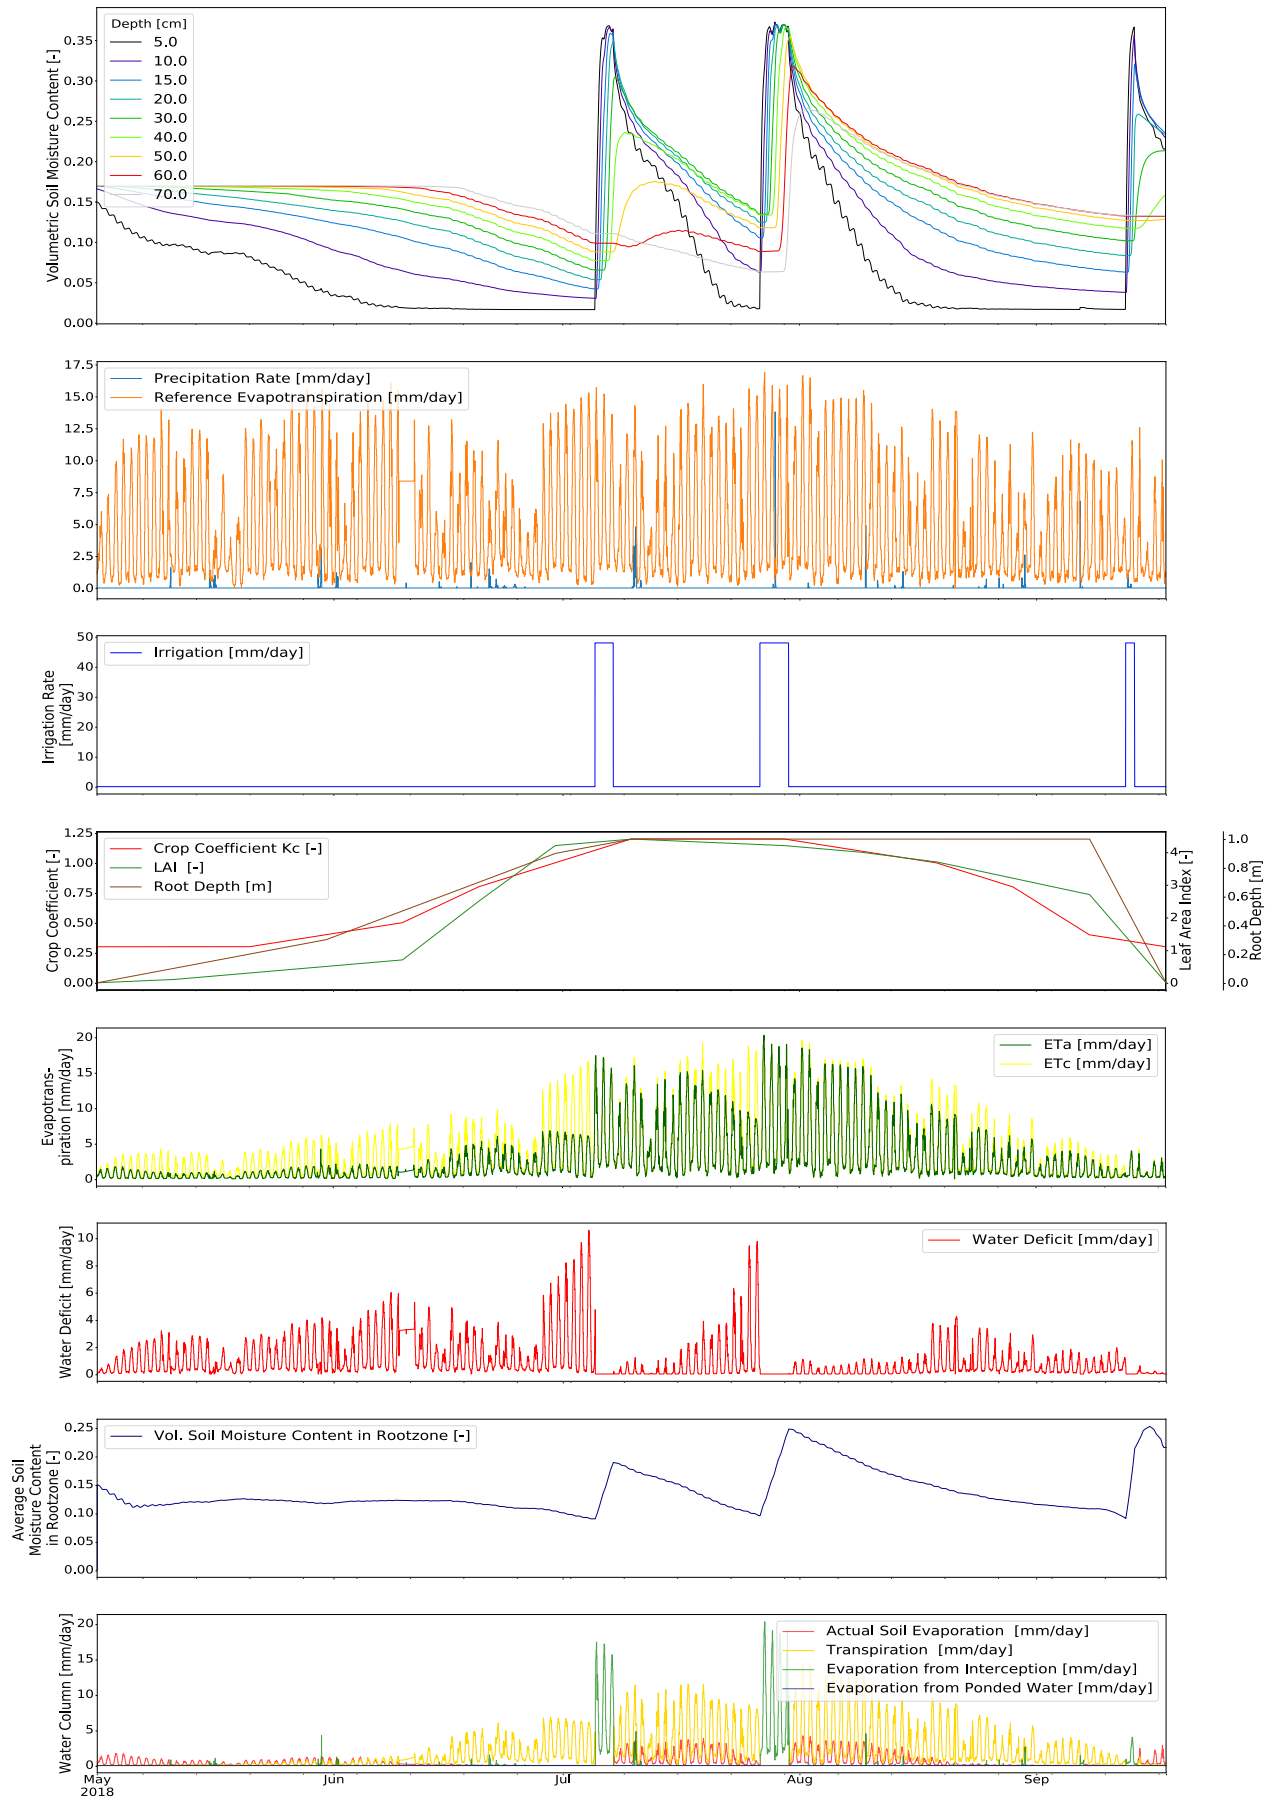 Depth [cm]
5.0
10.0
15.0
20.0
30.0
40.0
50.0
60.0
70.0
Volumetric Soil Moisture Content [-]
0.35
0.30
0.25
0.20
0.15
0.10
0.05
0.00
Precipitation Rate [mm/day]
Reference Evapotranspiration [mm/day]
17.5
15.0
12.5
10.0
7.5
5.0
2.5
0.0
Irrigation [mm/day]
Irrigation Rate
[mm/day]
50
40
30
20
10
0
Crop Coefficient Kc [-]
LAI [-]
Root Depth [m]
Crop Coefficient [-]
1.25
1.00
0.75
0.50
0.25
0.00
4
3
2
1
0
Leaf Area Index [-]
1.0
0.8
0.6
0.4
0.2
0.0
Root Depth [m]
ETa [mm/day]
ETc [mm/day]
Evapotrans-
piration [mm/day]
20
15
10
5
0
Water Deficit [mm/day]
Water Deficit [mm/day]
10
8
6
4
2
0
Vol. Soil Moisture Content in Rootzone [-]
Average Soil
Moisture Content
in Rootzone [-]
0.25
0.20
0.15
0.10
0.05
0.00
Actual Soil Evaporation [mm/day]
Transpiration [mm/day]
Evaporation from Interception [mm/day]
Evaporation from Ponded Water [mm/day]
Water Column [mm/day]
20
15
10
5
0
May
2018
Jun
Jul
Aug
Sep